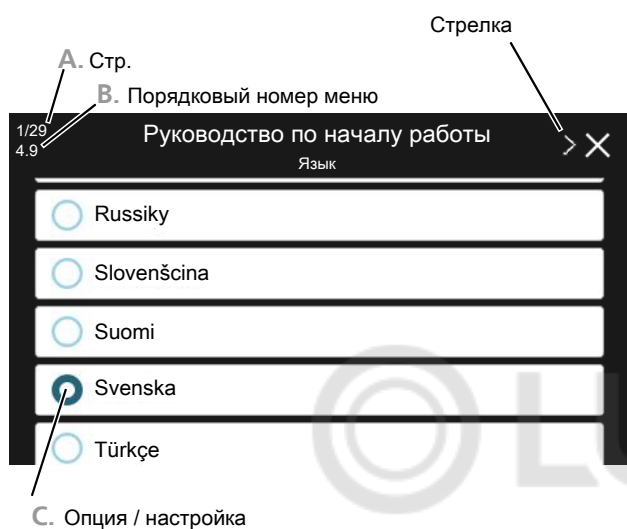 Стрелка
A. Стр.
B. Порядковый номер меню
1/29
4.9
Руководство по началу работы
Язык
Russiky
Slovenšcina
Suomi
Svenska
Türkçe
C. Опция / настройка